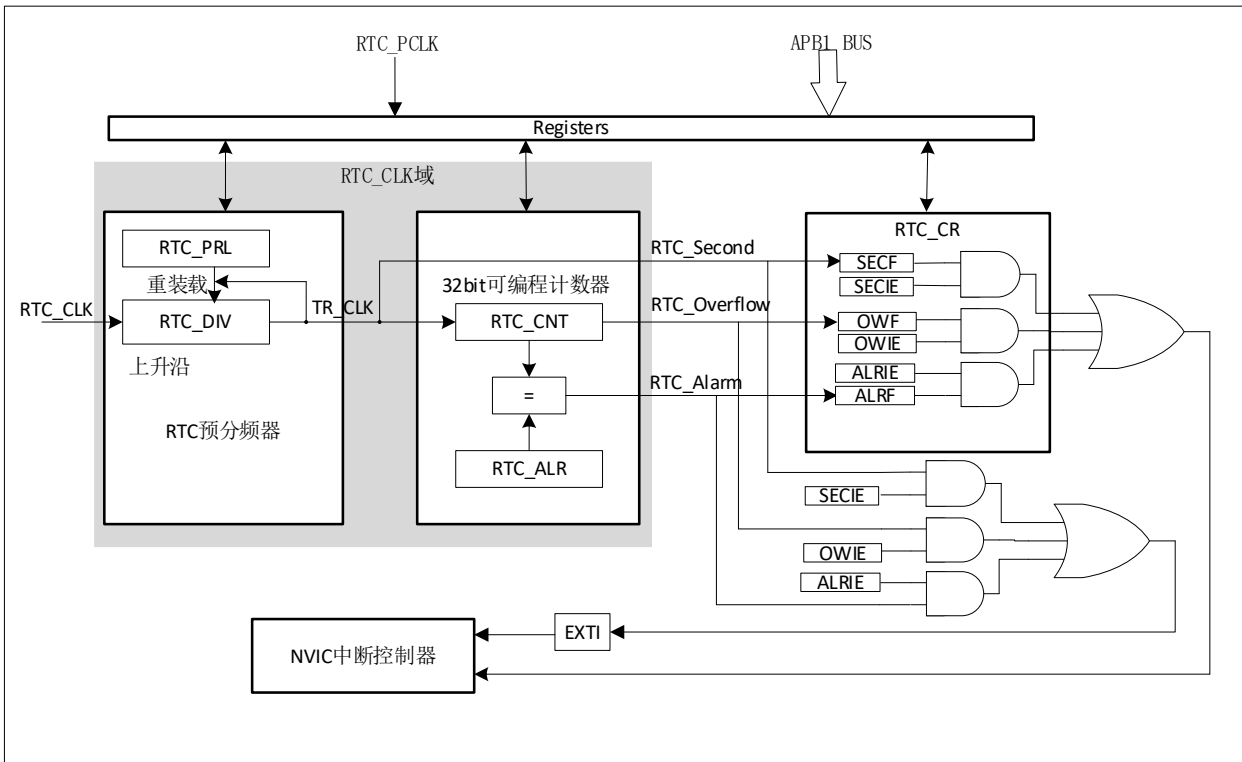 RTC_PCLK
APB1 BUS
Registers
RTC_CLK域
RTC_PRL
重装载
RTC_CLK
RTC_DIV
TR_CLK
上升沿
RTC预分频器
32bit可编程计数器
RTC_CNT
=
RTC_ALR
RTC_Second
RTC_Overflow
RTC_Alarm
RTC_CR
SECF
SECIE
OWF
OWIE
ALRIE
ALRF
SECIE
OWIE
ALRIE
EXTI
NVIC中断控制器